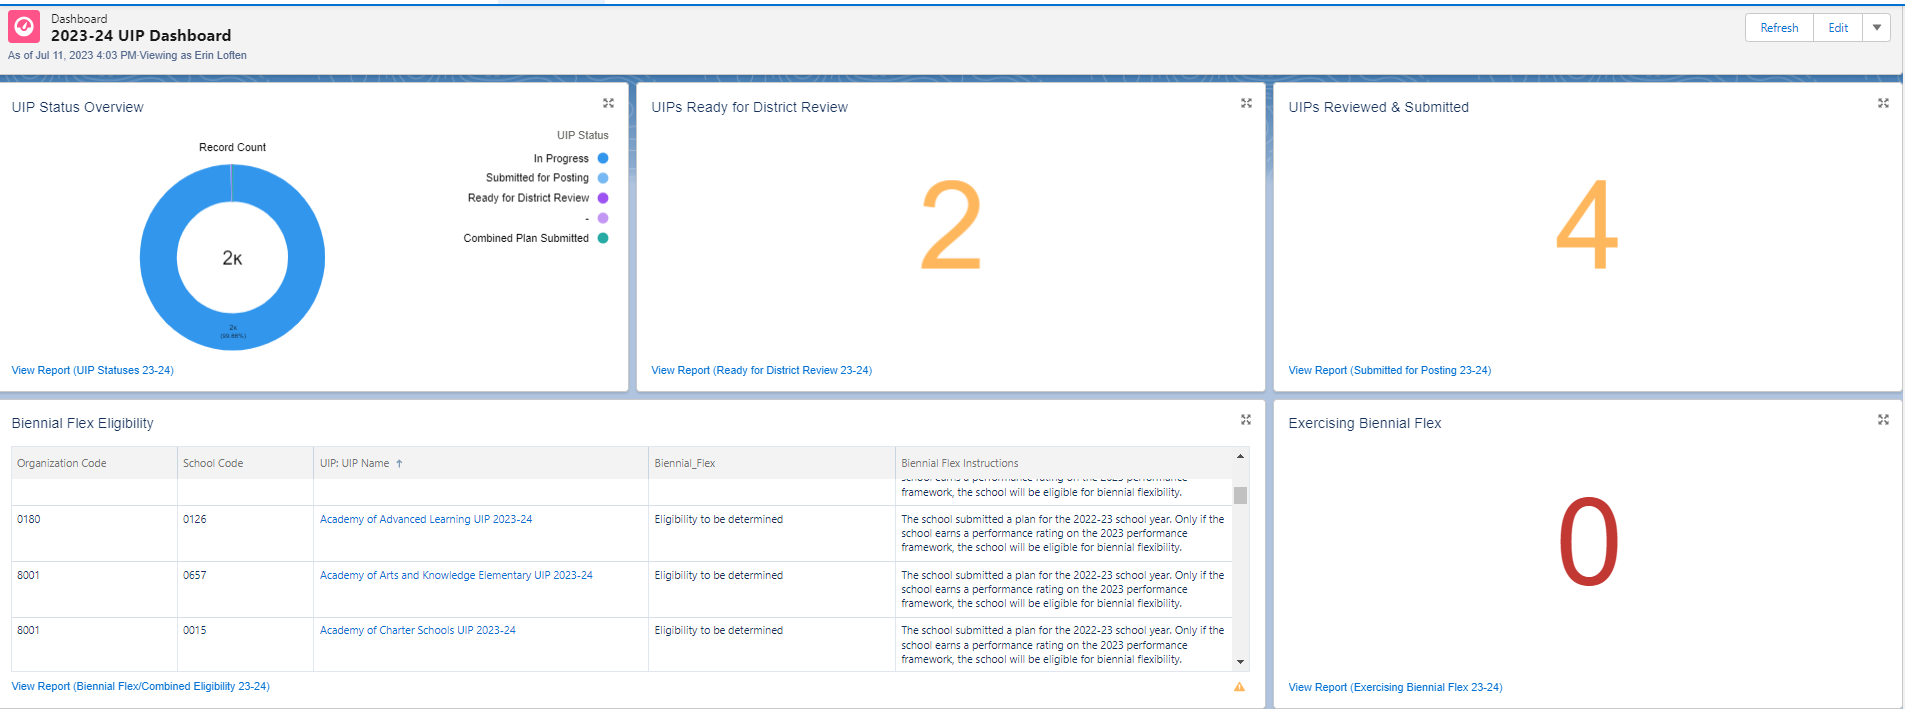 Dashboard
2023-24 UIP Dashboard
As of Jul 11, 2023 4:03 PM·Viewing as Erin Loften
Refresh
Edit
UIP Status Overview
Record Count
2K
2k
(99.66%)
UIP Status
In Progress
Submitted for Posting
Ready for District Review
-
Combined Plan Submitted
View Report (UIP Statuses 23-24)
UIPs Ready for District Review
2
View Report (Ready for District Review 23-24)
UIPs Reviewed & Submitted
4
View Report (Submitted for Posting 23-24)
Biennial Flex Eligibility
Organization Code School Code UIP: UIP Name ↑ Biennial_Flex Biennial Flex Instructions
school earns a performance rating on the 2023 performance
framework, the school will be eligible for biennial flexibility.
0180 0126 Academy of Advanced Learning UIP 2023-24 Eligibility to be determined The school submitted a plan for the 2022-23 school year. Only if the
school earns a performance rating on the 2023 performance
framework, the school will be eligible for biennial flexibility.
8001 0657 Academy of Arts and Knowledge Elementary UIP 2023-24 Eligibility to be determined The school submitted a plan for the 2022-23 school year. Only if the
school earns a performance rating on the 2023 performance
framework, the school will be eligible for biennial flexibility.
8001 0015 Academy of Charter Schools UIP 2023-24 Eligibility to be determined The school submitted a plan for the 2022-23 school year. Only if the
school earns a performance rating on the 2023 performance
framework, the school will be eligible for biennial flexibility.
View Report (Biennial Flex/Combined Eligibility 23-24)
Exercising Biennial Flex
0
View Report (Exercising Biennial Flex 23-24)